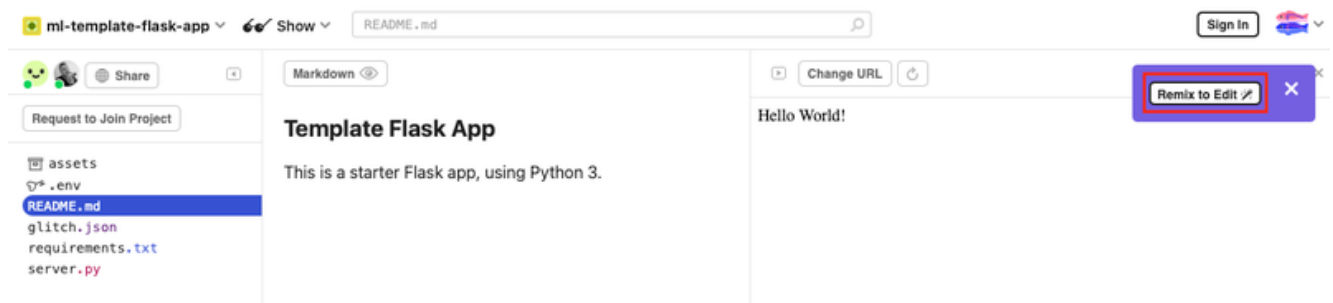 ml-template-flask-app Show README.md Sign In
Share Markdown Change URL Remix to Edit
Request to Join Project
Template Flask App
This is a starter Flask app, using Python 3.
Hello World!
assets
.env
README.md
glitch.json
requirements.txt
server.py